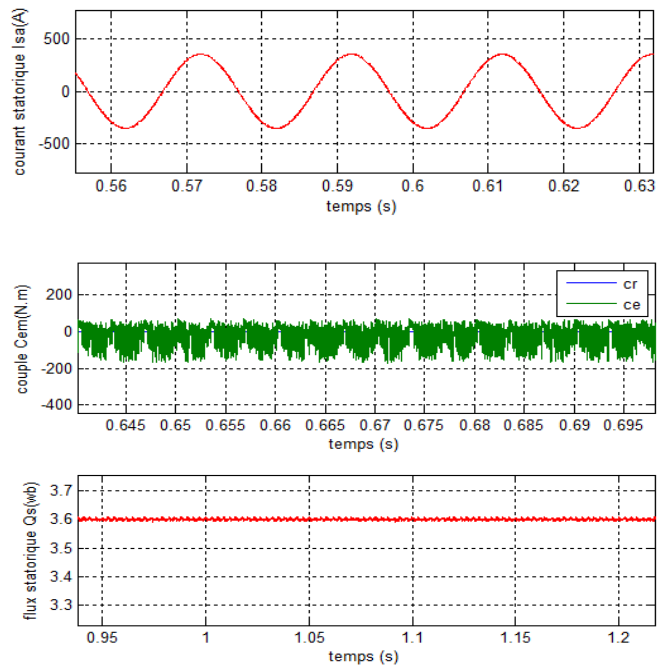 courant statorique Isa(A)
500
0
-500
0.56 0.57 0.58 0.59 0.6 0.61 0.62 0.63
temps (s)
couple Cem(N.m)
200
0
-200
-400
cr
ce
0.645 0.65 0.655 0.66 0.665 0.67 0.675 0.68 0.685 0.69 0.695
temps (s)
flux statorique Qs(wb)
3.7
3.6
3.5
3.4
3.3
0.95 1 1.05 1.1 1.15 1.2
temps (s)